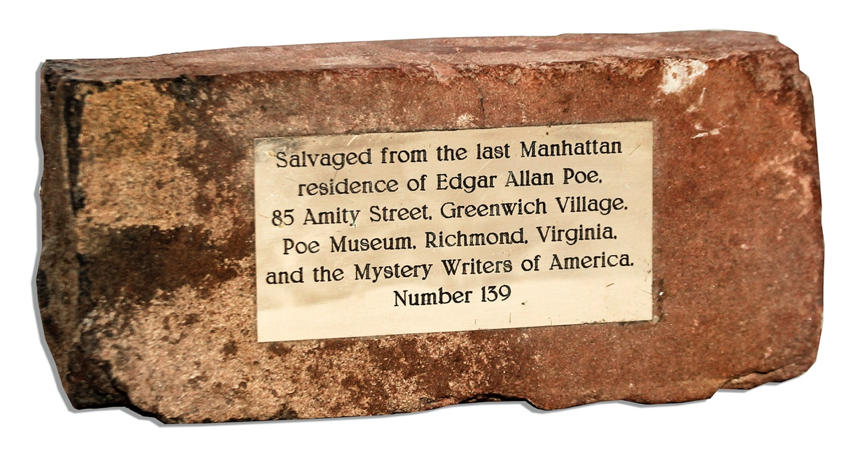 Salvaged from the last Manhattan
residence of Edgar Allan Poe,
85 Amity Street, Greenwich Village.
Poe Museum, Richmond, Virginia,
and the Mystery Writers of America.
Number 139